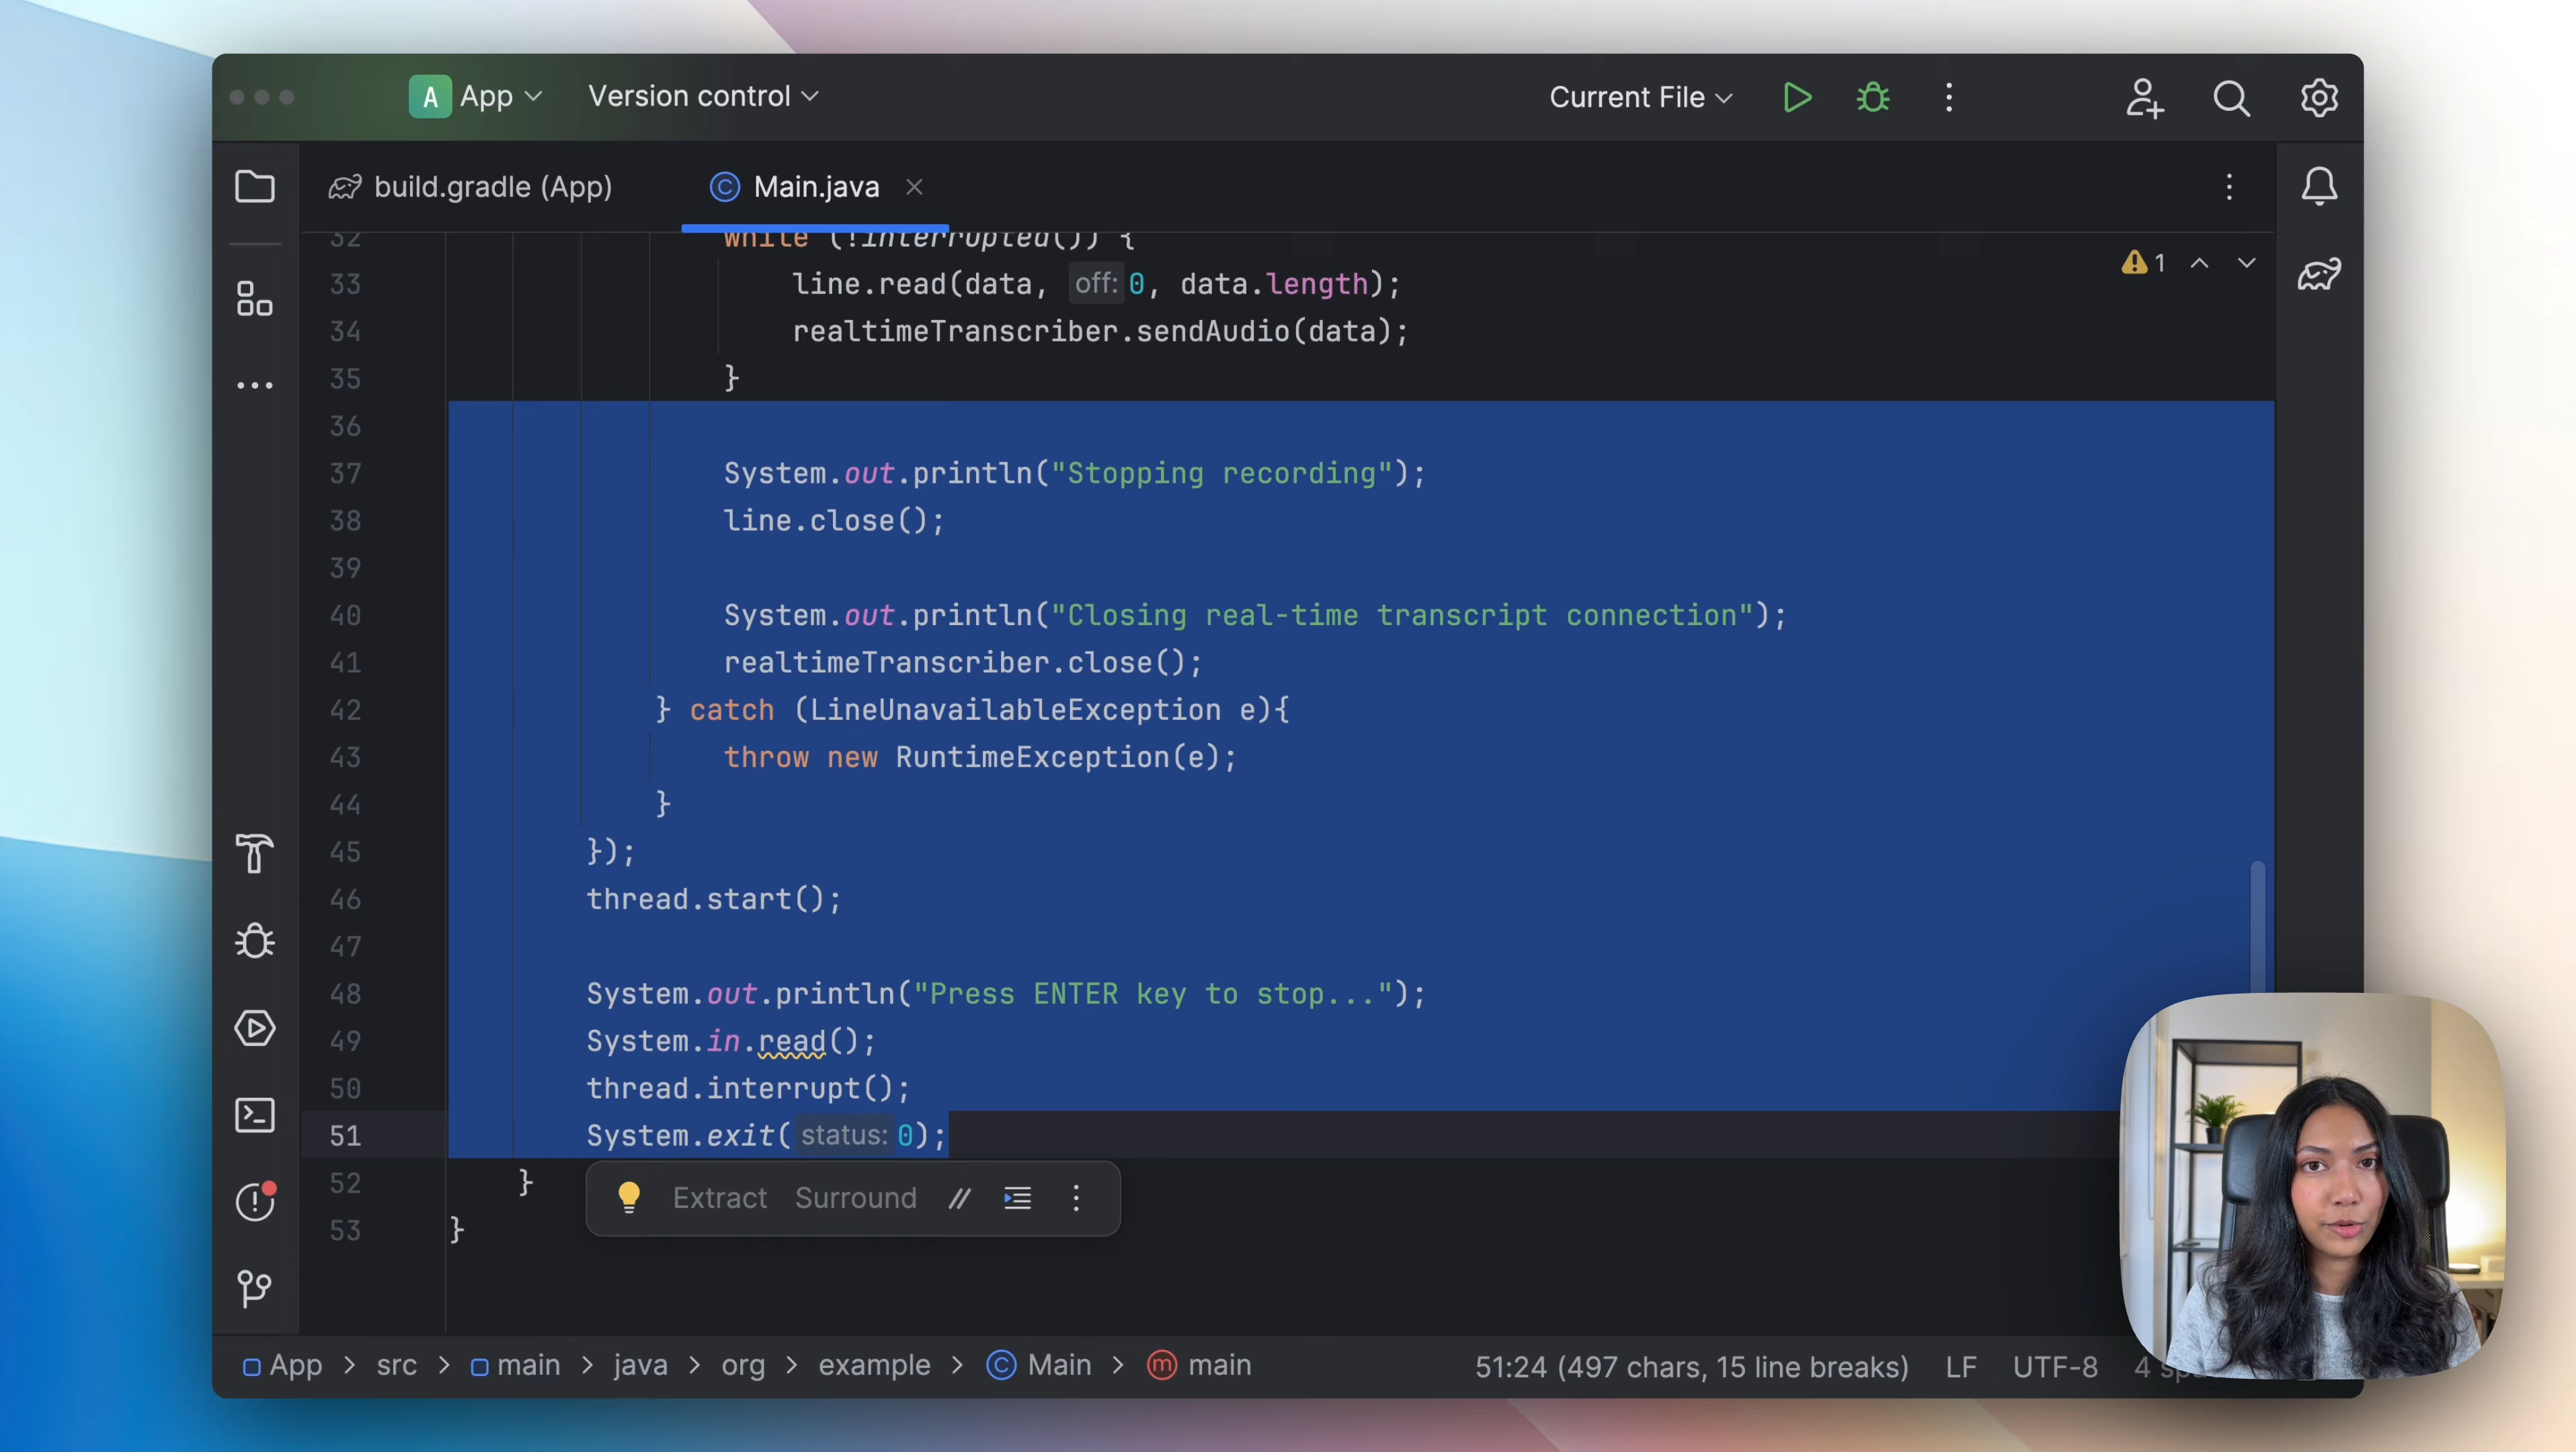 A App Version control Current File
build.gradle (App) Main.java
32 while (!interrupted()) {
1
33 line.read(data, off: 0, data.length);
34 realtimeTranscriber.sendAudio(data);
35 }
36
37 System.out.println("Stopping recording");
38 line.close();
39
40 System.out.println("Closing real-time transcript connection");
41 realtimeTranscriber.close();
42 } catch (LineUnavailableException e){
43 throw new RuntimeException(e);
44 }
45 });
46 thread.start();
47
48 System.out.println("Press ENTER key to stop...");
49 System.in.read();
50 thread.interrupt();
51 System.exit( status: 0);
52 }
Extract Surround //
53 }
App > src > main > java > org > example > Main > main 51:24 (497 chars, 15 line breaks) LF UTF-8 4